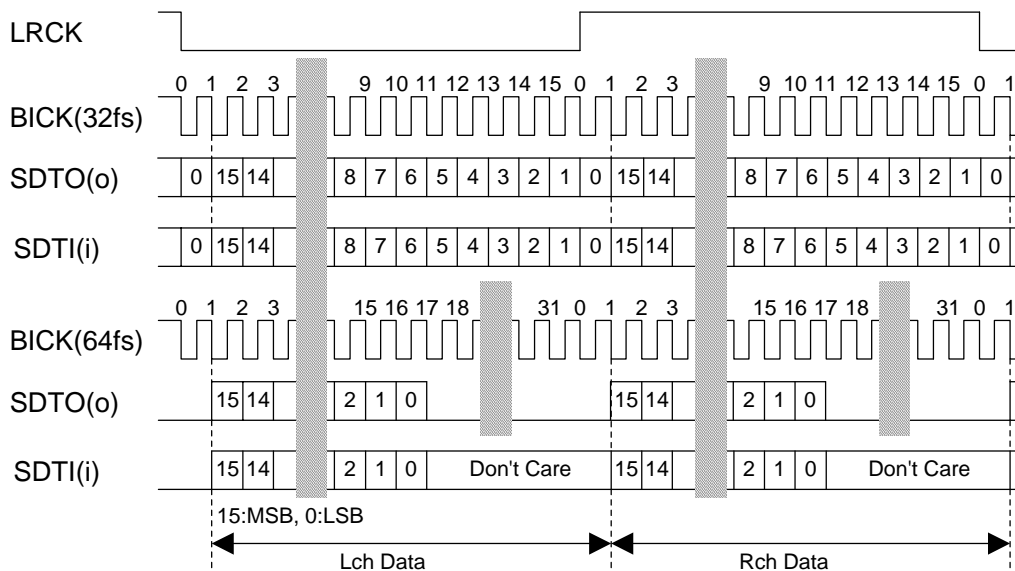 LRCK
0 1 2 3 9 10 11 12 13 14 15 0 1 2 3 9 10 11 12 13 14 15 0 1
BICK(32fs)
SDTO(o) 0 15 14 8 7 6 5 4 3 2 1 0 15 14 8 7 6 5 4 3 2 1 0
SDTI(i) 0 15 14 8 7 6 5 4 3 2 1 0 15 14 8 7 6 5 4 3 2 1 0
0 1 2 3 15 16 17 18 31 0 1 2 3 15 16 17 18 31 0 1
BICK(64fs)
SDTO(o) 15 14 2 1 0 15 14 2 1 0
SDTI(i) 15 14 2 1 0 Don't Care 15 14 2 1 0 Don't Care
15:MSB, 0:LSB
Lch Data Rch Data